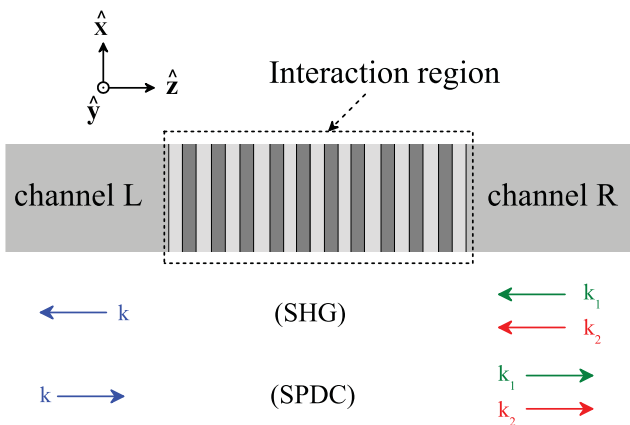 x̂
ẑ
ŷ
Interaction region
channel L
channel R
k
(SHG)
k₁
k₂
k
(SPDC)
k₁
k₂